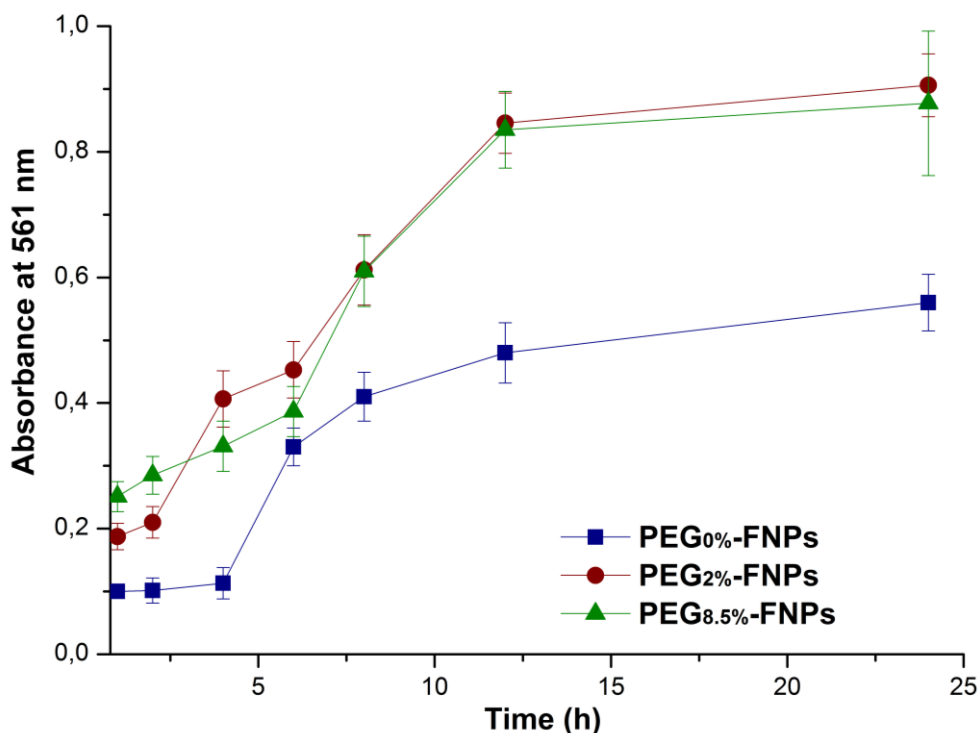 1,0
0,8
0,6
0,4
0,2
0,0
Absorbance at 561 nm
PEG0%-FNPs
PEG2%-FNPs
PEG8.5%-FNPs
5
10
15
20
25
Time (h)